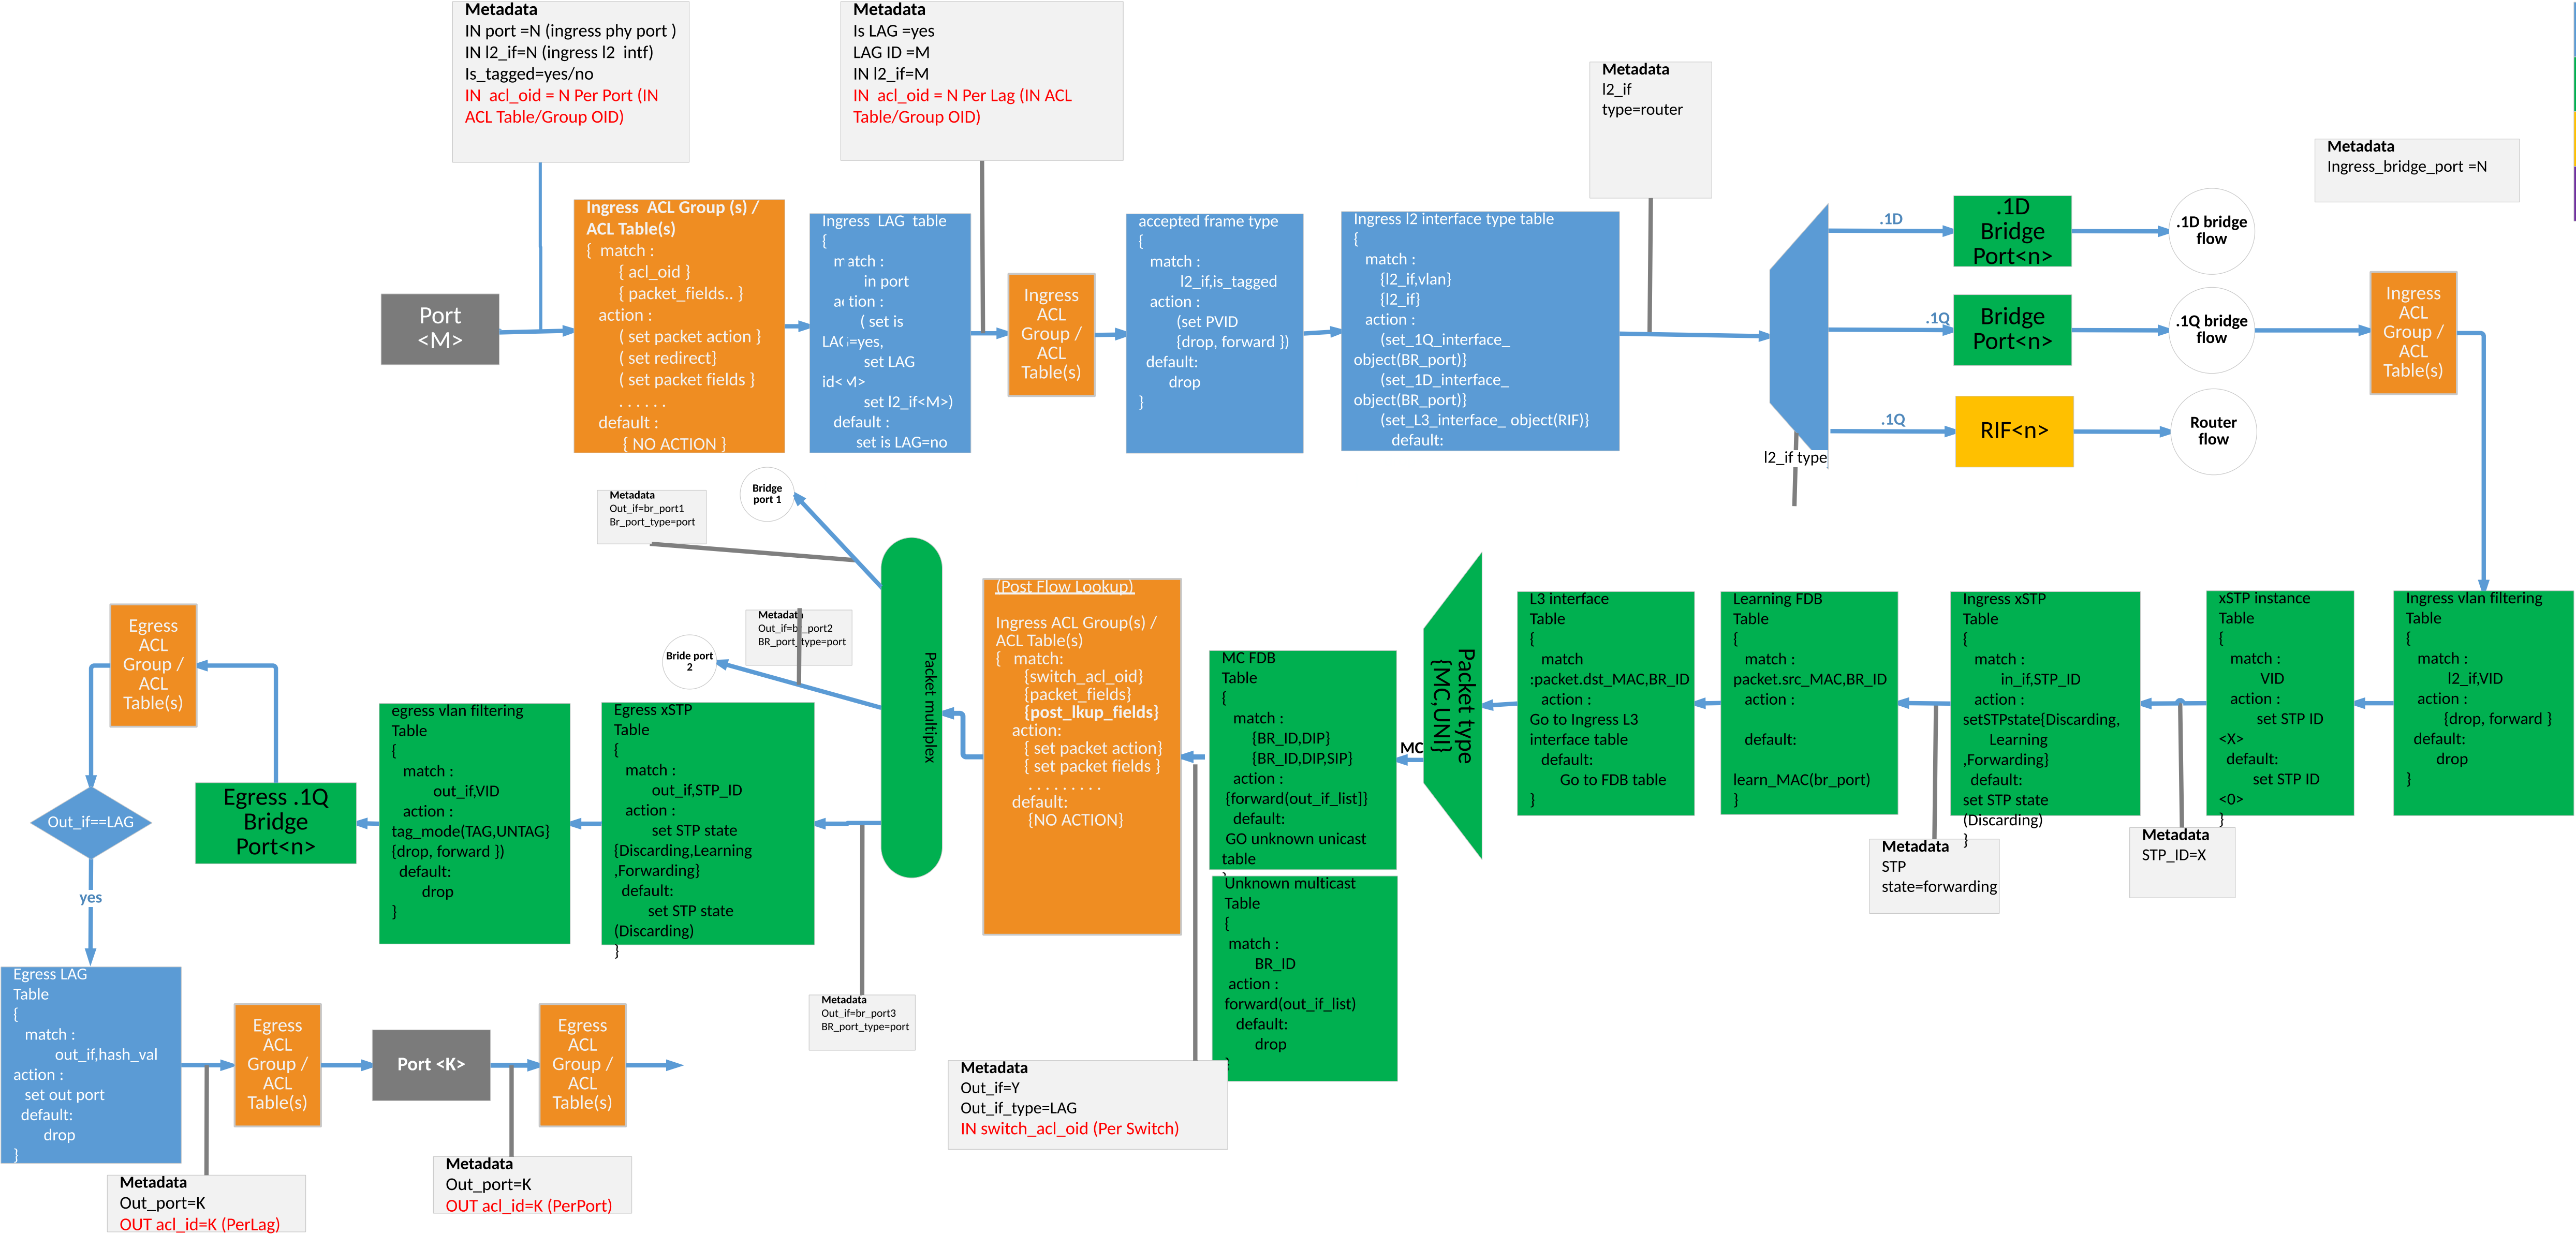 Metadata
IN port =N (ingress phy port )
IN l2_if=N (ingress l2 intf)
Is_tagged=yes/no
IN acl_oid = N Per Port (IN
ACL Table/Group OID)
Metadata
Is LAG =yes
LAG ID =M
IN l2_if=M
IN acl_oid = N Per Lag (IN ACL
Table/Group OID)
Metadata
l2_if
type=router
Metadata
Ingress_bridge_port =N
Port
<M>
Ingress ACL Group (s) /
ACL Table(s)
{ match :
{ acl_oid }
{ packet_fields.. }
action :
( set packet action }
( set redirect}
( set packet fields }
. . . . . .
default :
{ NO ACTION }
Ingress LAG table
{
match :
in port
action :
( set is
LAG=yes,
set LAG
id<M>
set l2_if<M>)
default :
set is LAG=no
Ingress
ACL
Group /
ACL
Table(s)
accepted frame type
{
match :
l2_if,is_tagged
action :
(set PVID
{drop, forward })
default:
drop
}
Ingress l2 interface type table
{
match :
{l2_if,vlan}
{l2_if}
action :
(set_1Q_interface_
object(BR_port)}
(set_1D_interface_
object(BR_port)}
(set_L3_interface_ object(RIF)}
default:
l2_if type
.1D
.1D
Bridge
Port<n>
.1D bridge
flow
.1Q
Bridge
Port<n>
.1Q bridge
flow
.1Q
RIF<n>
Router
flow
Ingress
ACL
Group /
ACL
Table(s)
Ingress vlan filtering
Table
{
match :
l2_if,VID
action :
{drop, forward }
default:
drop
}
xSTP instance
Table
{
match :
VID
action :
set STP ID
<X>
default:
set STP ID
<0>
}
Metadata
STP_ID=X
Ingress xSTP
Table
{
match :
in_if,STP_ID
action :
setSTPstate{Discarding,
Learning
,Forwarding}
default:
set STP state
(Discarding)
}
Metadata
STP
state=forwarding
Learning FDB
Table
{
match :
packet.src_MAC,BR_ID
action :
default:
learn_MAC(br_port)
}
L3 interface
Table
{
match
:packet.dst_MAC,BR_ID
action :
Go to Ingress L3
interface table
default:
Go to FDB table
}
Packet type
{MC,UNI}
MC
MC FDB
Table
{
match :
{BR_ID,DIP}
{BR_ID,DIP,SIP}
action :
{forward(out_if_list]}
default:
GO unknown unicast
table
}
Unknown multicast
Table
{
match :
BR_ID
action :
forward(out_if_list)
default:
drop
}
Metadata
Out_if=Y
Out_if_type=LAG
IN switch_acl_oid (Per Switch)
(Post Flow Lookup)
Ingress ACL Group(s) /
ACL Table(s)
{ match:
{switch_acl_oid}
{packet_fields}
{post_lkup_fields}
action:
{ set packet action}
{ set packet fields }
. . . . . . . . .
default:
{NO ACTION}
Packet multiplex
Bridge
port 1
Metadata
Out_if=br_port1
Br_port_type=port
Metadata
Out_if=br_port2
BR_port_type=port
Bride port
2
Metadata
Out_if=br_port3
BR_port_type=port
Egress xSTP
Table
{
match :
out_if,STP_ID
action :
set STP state
{Discarding,Learning
,Forwarding}
default:
set STP state
(Discarding)
}
egress vlan filtering
Table
{
match :
out_if,VID
action :
tag_mode(TAG,UNTAG}
{drop, forward })
default:
drop
}
Egress .1Q
Bridge
Port<n>
Egress
ACL
Group /
ACL
Table(s)
Out_if==LAG
yes
Egress LAG
Table
{
match :
out_if,hash_val
action :
set out port
default:
drop
}
Metadata
Out_port=K
OUT acl_id=K (PerLag)
Egress
ACL
Group /
ACL
Table(s)
Port <K>
Metadata
Out_port=K
OUT acl_id=K (PerPort)
Egress
ACL
Group /
ACL
Table(s)